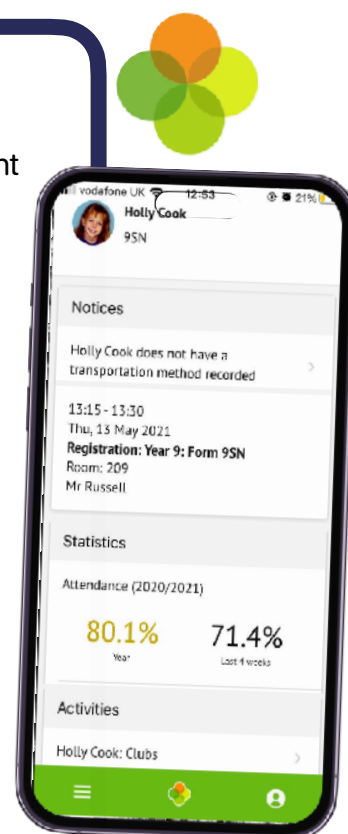 nt
vodafone UK 12:53 21%
Holly Cook
9SN
Notices
Holly Cook does not have a
transportation method recorded
13:15 - 13:30
Thu, 13 May 2021
Registration: Year 9: Form 9SN
Room: 209
Mr Russell
Statistics
Attendance (2020/2021)
80.1% 71.4%
Year Last 4 weeks
Activities
Holly Cook: Clubs